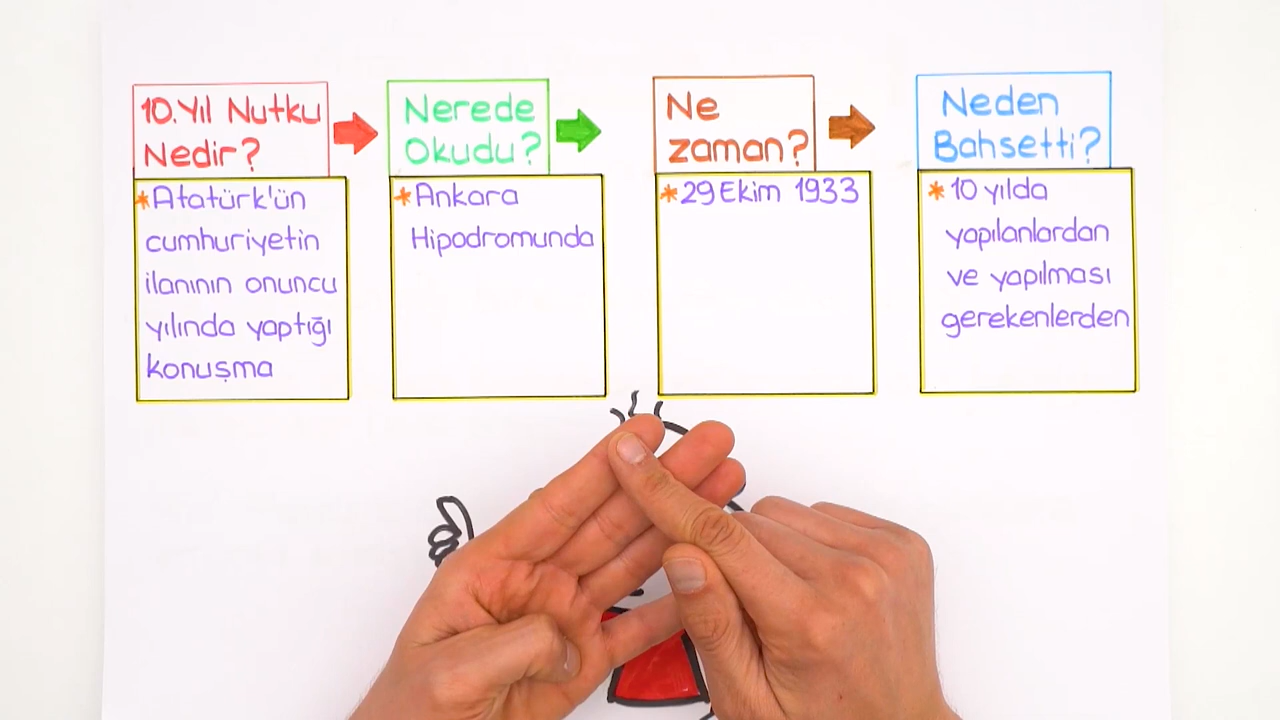 10.Yıl Nutku
Nedir?
*Atatürk'ün
cumhuriyetin
ilanının onuncu
yılında yaptığı
konuşma
Nerede
Okudu?
*Ankara
Hipodromunda
Ne
zaman?
*29 Ekim 1933
Neden
Bahsetti?
*10 yılda
yapılanlardan
ve yapılması
gerekenlerden